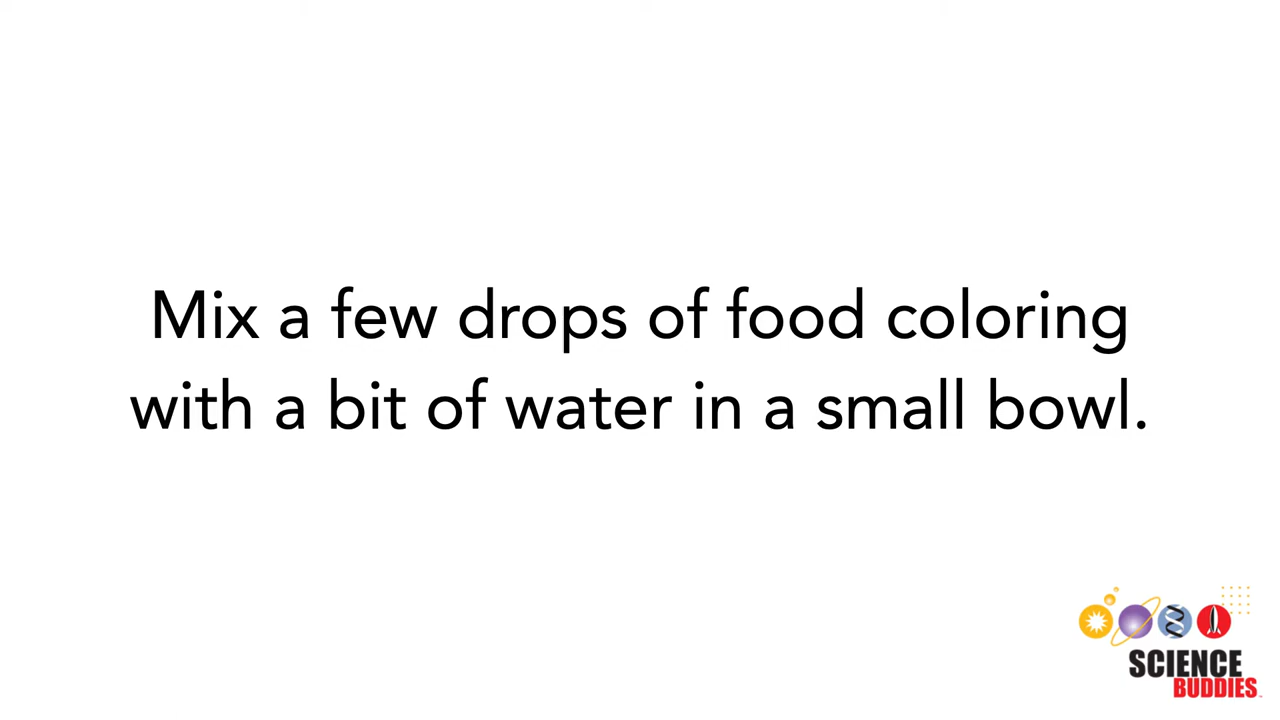 Mix a few drops of food coloring
with a bit of water in a small bowl.
SCIENCE
BUDDIES